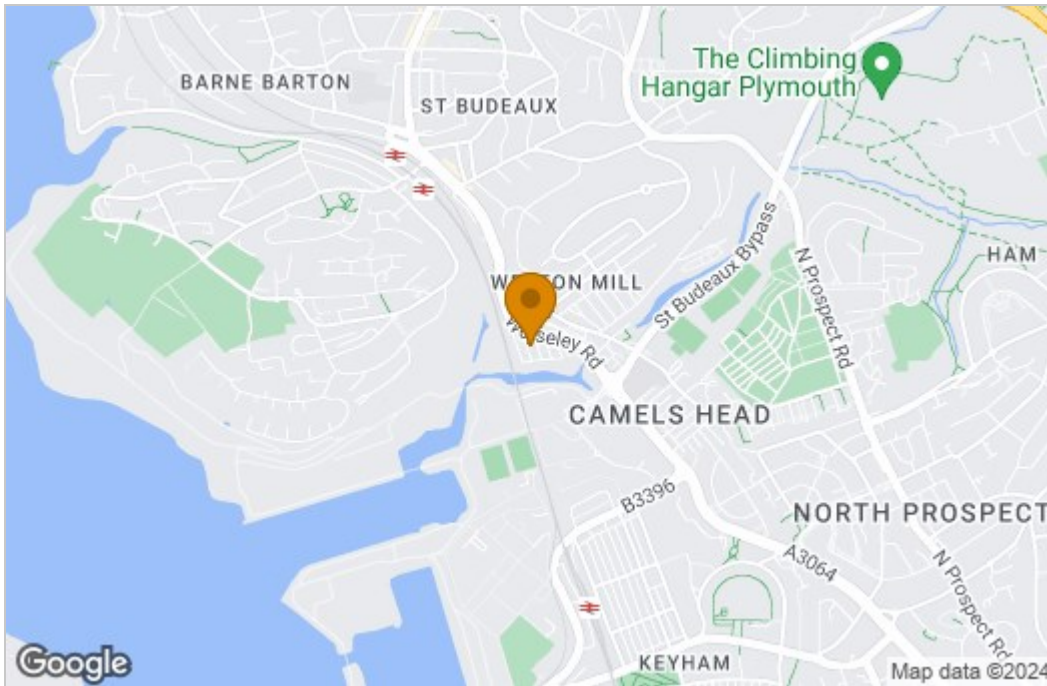 The Climbing
Hangar Plymouth
BARNE BARTON
ST BUDEAUX
HAM
St Budeaux Bypass
N Prospect Rd
MILL
Rd
CAMELS HEAD
B3396
NORTH PROSPECT
A3064
N Prospect Rd
KEYHAM
Google
Map data ©2024